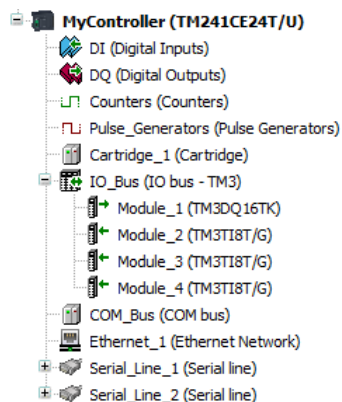 MyController (TM241CE24T/U)
DI (Digital Inputs)
DQ (Digital Outputs)
Counters (Counters)
Pulse_Generators (Pulse Generators)
Cartridge_1 (Cartridge)
IO_Bus (IO bus - TM3)
Module_1 (TM3DQ16TK)
Module_2 (TM3TI8T/G)
Module_3 (TM3TI8T/G)
Module_4 (TM3TI8T/G)
COM_Bus (COM bus)
Ethernet_1 (Ethernet Network)
Serial_Line_1 (Serial line)
Serial_Line_2 (Serial line)